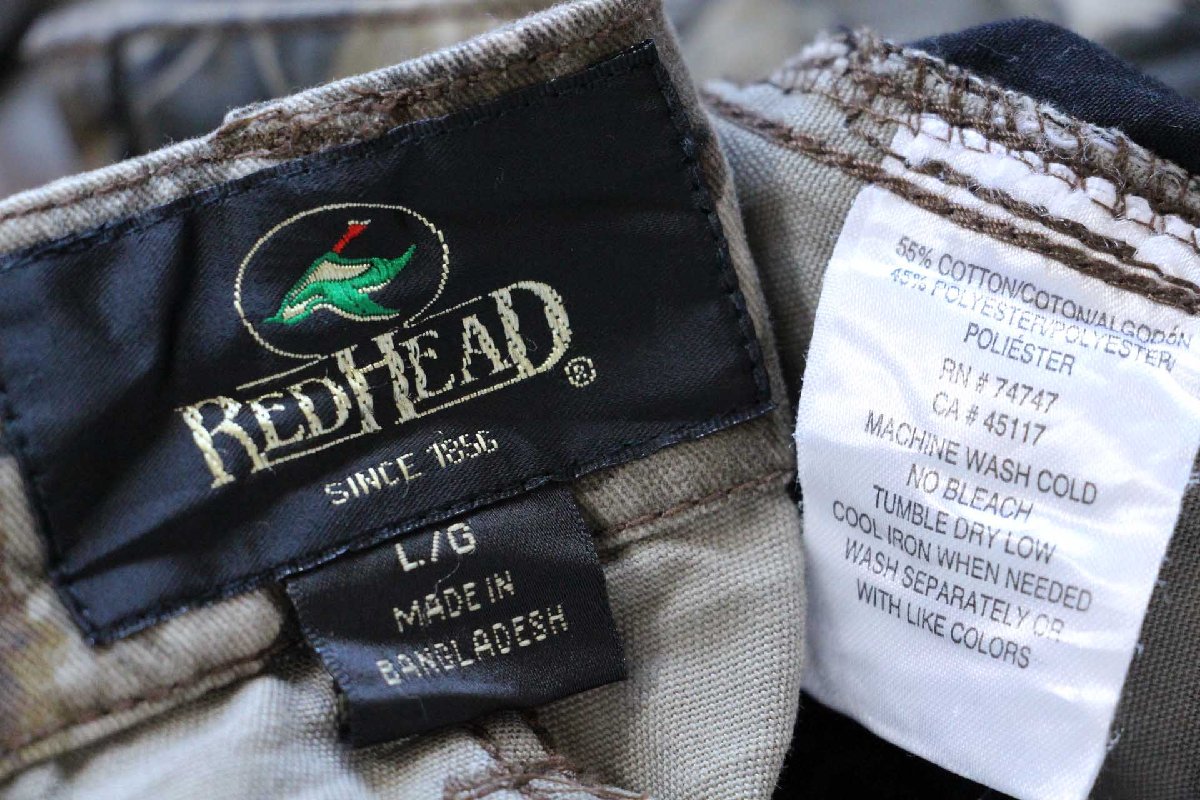 REDHEAD®
SINCE 1856
L/G
MADE IN
BANGLADESH
55% COTTON/COTON/ALGODÓN
45% POLYESTER/POLYESTER/
POLIÉSTER
RN # 74747
CA # 45117
MACHINE WASH COLD
NO BLEACH
TUMBLE DRY LOW
COOL IRON WHEN NEEDED
WASH SEPARATELY OR
WITH LIKE COLORS